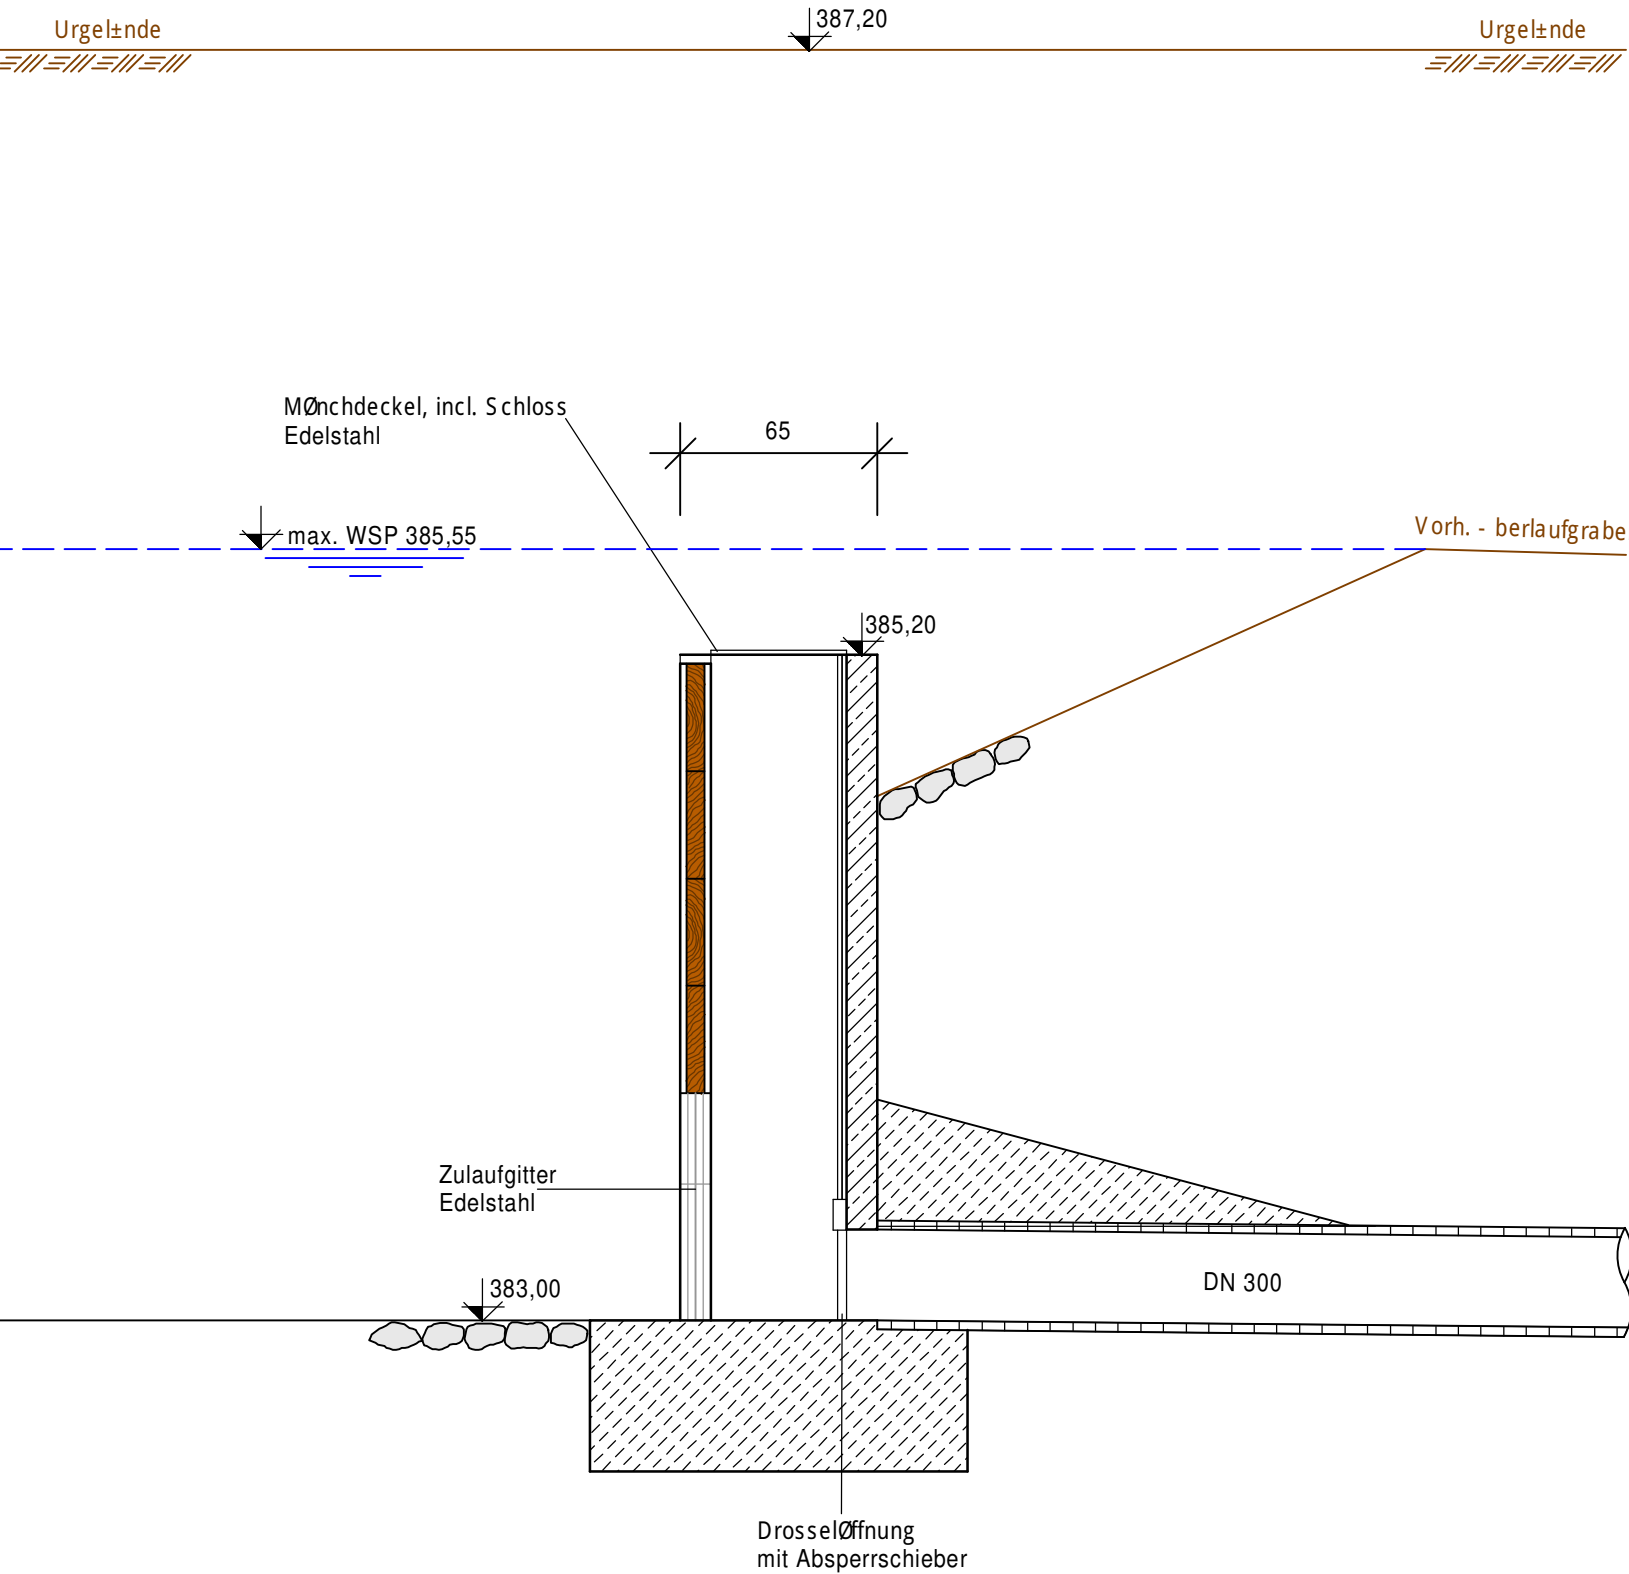 Urgel±nde
387,20
Urgel±nde
MØnchdeckel, incl. Schloss
Edelstahl
65
max. WSP 385,55
Vorh. - berlaufgrabe
385,20
Zulaufgitter
Edelstahl
383,00
DN 300
DrosselØffnung
mit Absperrschieber